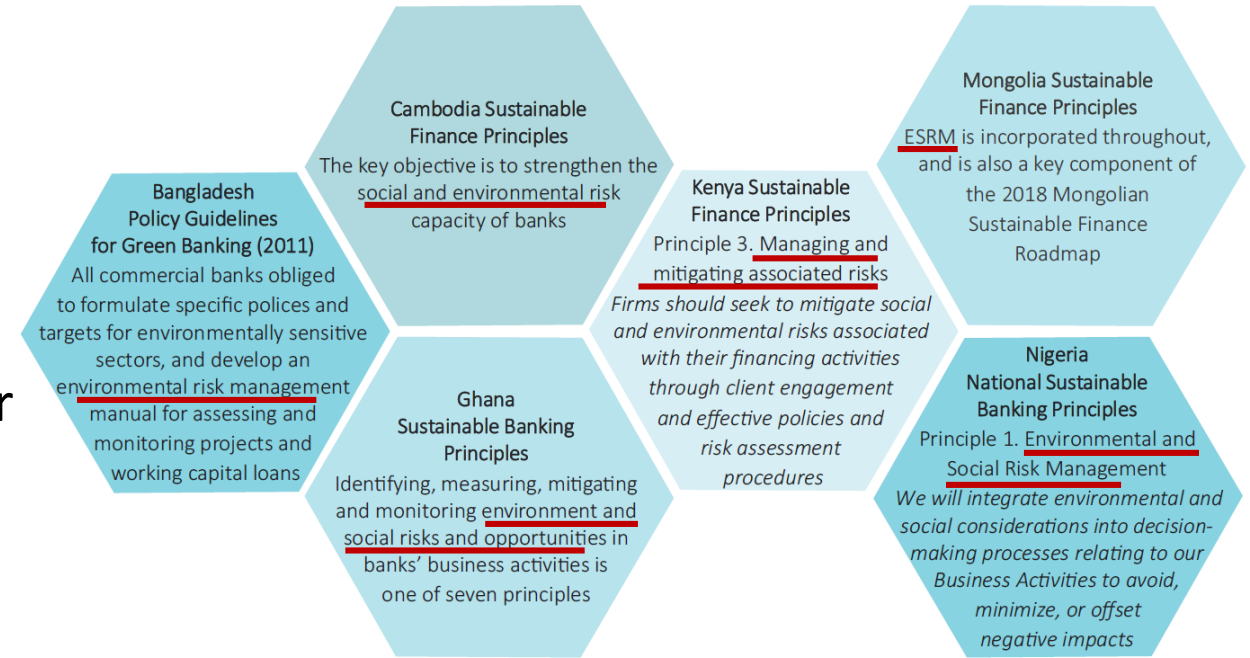 Bangladesh
Policy Guidelines
for Green Banking (2011)
All commercial banks obliged
to formulate specific polices and
targets for environmentally sensitive
sectors, and develop an
environmental risk management
manual for assessing and
monitoring projects and
working capital loans
Cambodia Sustainable
Finance Principles
The key objective is to strengthen the
social and environmental risk
capacity of banks
Ghana
Sustainable Banking
Principles
Identifying, measuring, mitigating
and monitoring environment and
social risks and opportunities in
banks’ business activities is
one of seven principles
Kenya Sustainable
Finance Principles
Principle 3. Managing and
mitigating associated risks
Firms should seek to mitigate social
and environmental risks associated
with their financing activities
through client engagement
and effective policies and
risk assessment
procedures
Mongolia Sustainable
Finance Principles
ESRM is incorporated throughout,
and is also a key component of
the 2018 Mongolian
Sustainable Finance
Roadmap
Nigeria
National Sustainable
Banking Principles
Principle 1. Environmental and
Social Risk Management
We will integrate environmental and
social considerations into decision-
making processes relating to our
Business Activities to avoid,
minimize, or offset
negative impacts
r